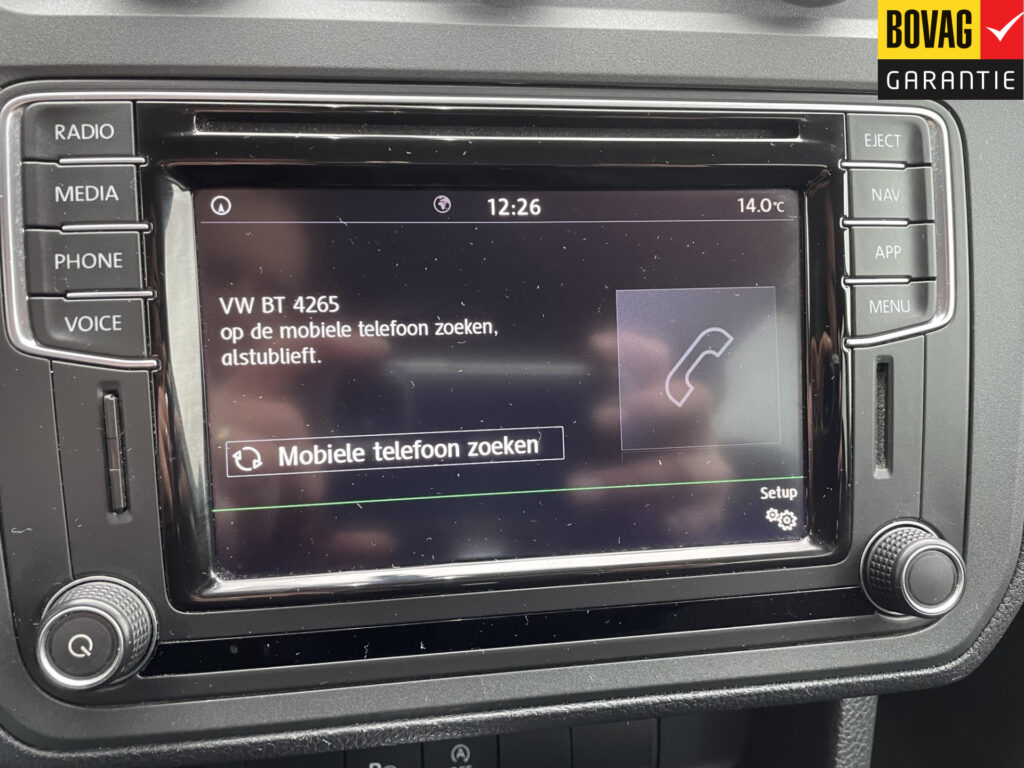 BOVAG
GARANTIE
RADIO
MEDIA
PHONE
VOICE
EJECT
NAV
APP
MENU
12:26
14.0°C
VW BT 4265
op de mobiele telefoon zoeken,
alstublieft.
Mobiele telefoon zoeken
Setup